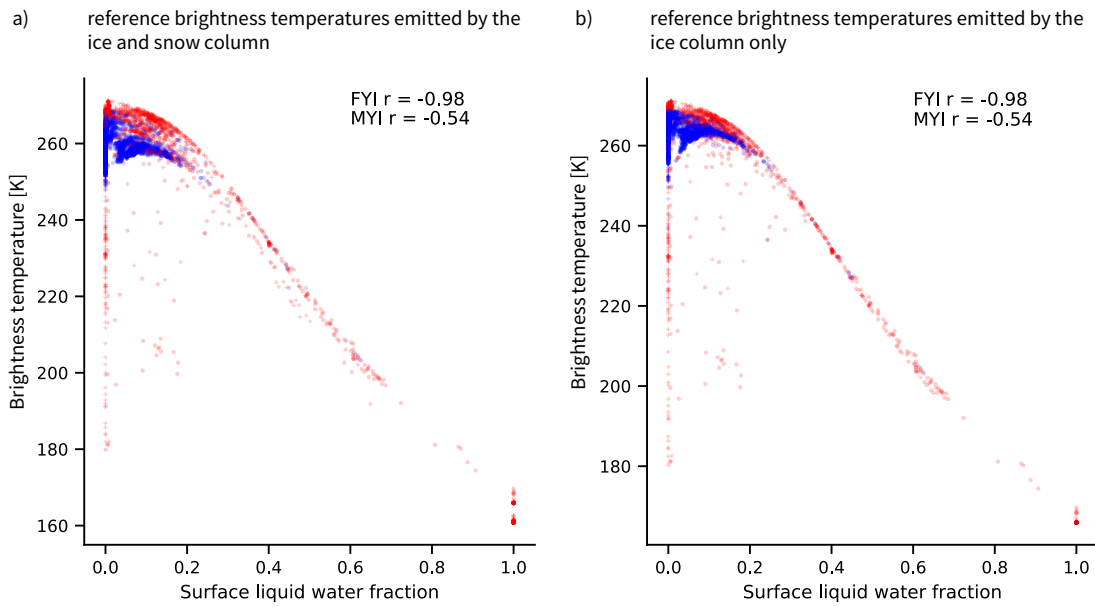 a)
reference brightness temperatures emitted by the
ice and snow column
FYI r = -0.98
MYI r = -0.54
Brightness temperature [K]
260
240
220
200
180
160
0.0 0.2 0.4 0.6 0.8 1.0
Surface liquid water fraction
b)
reference brightness temperatures emitted by the
ice column only
FYI r = -0.98
MYI r = -0.54
Brightness temperature [K]
260
240
220
200
180
0.0 0.2 0.4 0.6 0.8 1.0
Surface liquid water fraction